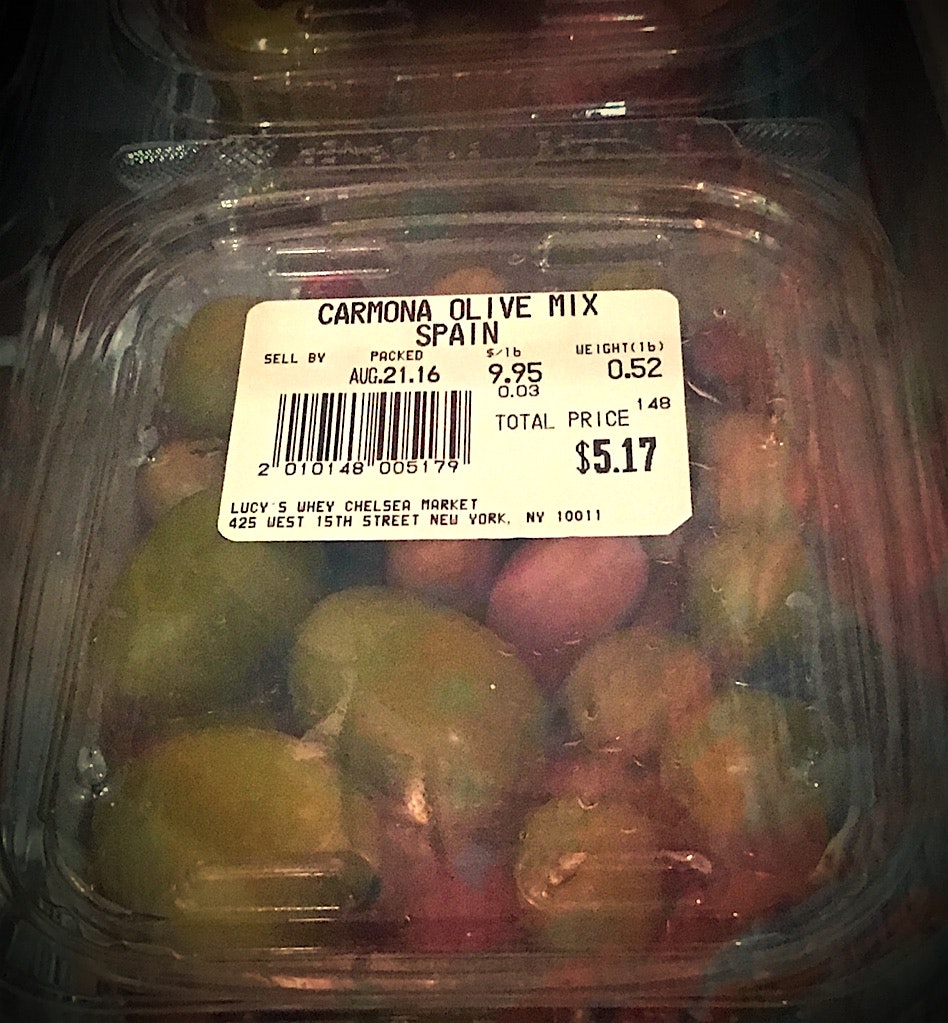 CARMONA OLIVE MIX
SPAIN
SELL BY PACKED $/lb WEIGHT(lb)
AUG.21.16 9.95 0.52
0.03
TOTAL PRICE 148
$5.17
2 010148 005179
LUCY'S WHEY CHELSEA MARKET
425 WEST 15TH STREET NEW YORK, NY 10011